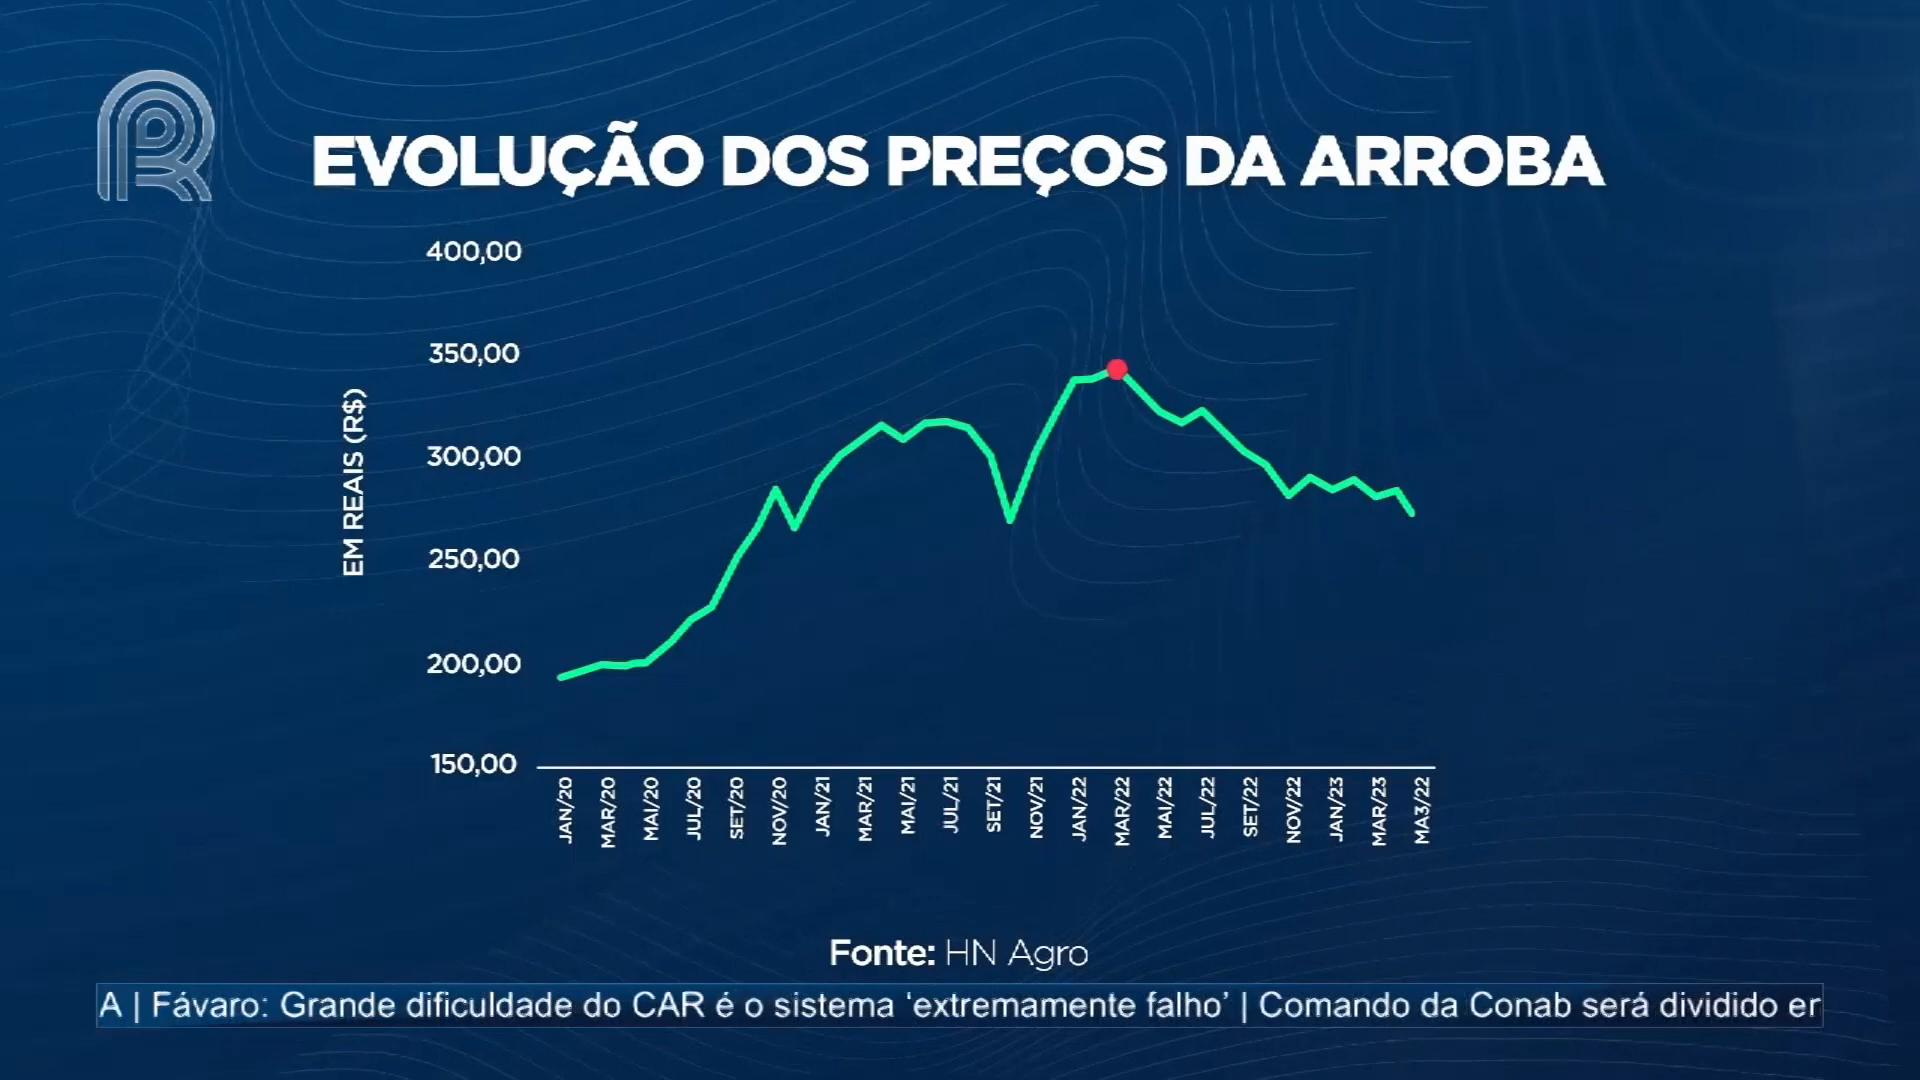 EVOLUÇÃO DOS PREÇOS DA ARROBA
EM REAIS (R$)
400,00
350,00
300,00
250,00
200,00
150,00
JAN/20
MAR/20
MAI/20
JUL/20
SET/20
NOV/20
JAN/21
MAR/21
MAI/21
JUL/21
SET/21
NOV/21
JAN/22
MAR/22
MAI/22
JUL/22
SET/22
NOV/22
JAN/23
MAR/23
MA3/22
Fonte: HN Agro
A | Fávaro: Grande dificuldade do CAR é o sistema ‘extremamente falho’ | Comando da Conab será dividido er